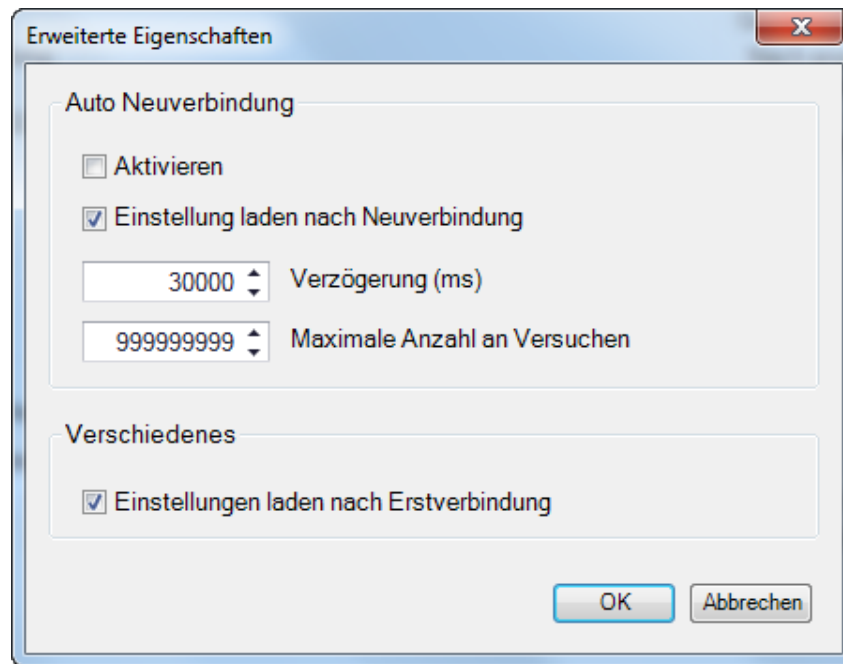 Erweiterte Eigenschaften
Auto Neuverbindung
Aktivieren
Einstellung laden nach Neuverbindung
30000 Verzögerung (ms)
999999999 Maximale Anzahl an Versuchen
Verschiedenes
Einstellungen laden nach Erstverbindung
OK Abbrechen